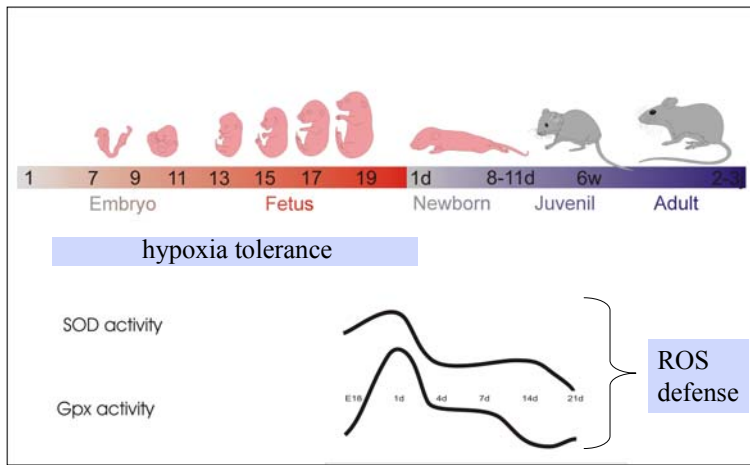 1 7 9 11 13 15 17 19 1d 8-11d 6w 2-3j
Embryo Fetus Newborn Juvenil Adult
hypoxia tolerance
SOD activity
ROS
defense
Gpx activity
E18 1d 4d 7d 14d 21d